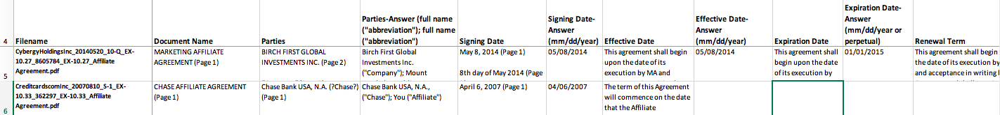 4 Filename Document Name Parties Parties-Answer (full name ("abbreviation"); full name ("abbreviation") Signing Date Signing Date-Answer (mm/dd/year) Effective Date Effective Date-Answer (mm/dd/year) Expiration Date Expiration Date-Answer (mm/dd/year or perpetual) Renewal Term
5
CybergyHoldingsInc_20140520_10-Q_EX-
10.27_8605784_EX-10.27_Affiliate
Agreement.pdf
MARKETING AFFILIATE
AGREEMENT (Page 1)
BIRCH FIRST GLOBAL
INVESTMENTS INC. (Page 2)
Birch First Global
Investments Inc.
("Company"); Mount
May 8, 2014 (Page 1)
8th day of May 2014 (Page
05/08/2014
This agreement shall begin
upon the date of its
execution by MA and
05/08/2014
This agreement shall
begin upon the date
of its execution by
01/01/2015
This agreement shall begin
the date of its execution by
and acceptance in writing
6
CreditcardscomInc_20070810_S-1_EX-
10.33_362297_EX-10.33_Affiliate
Agreement.pdf
CHASE AFFILIATE AGREEMENT
(Page 1)
Chase Bank USA, N.A. (?Chase?)
(Page 1)
Chase Bank USA, N.A.,
("Chase"); You ("Affiliate")
April 6, 2007 (Page 1)
04/06/2007
The term of this Agreement
will commence on the date
that the Affiliate